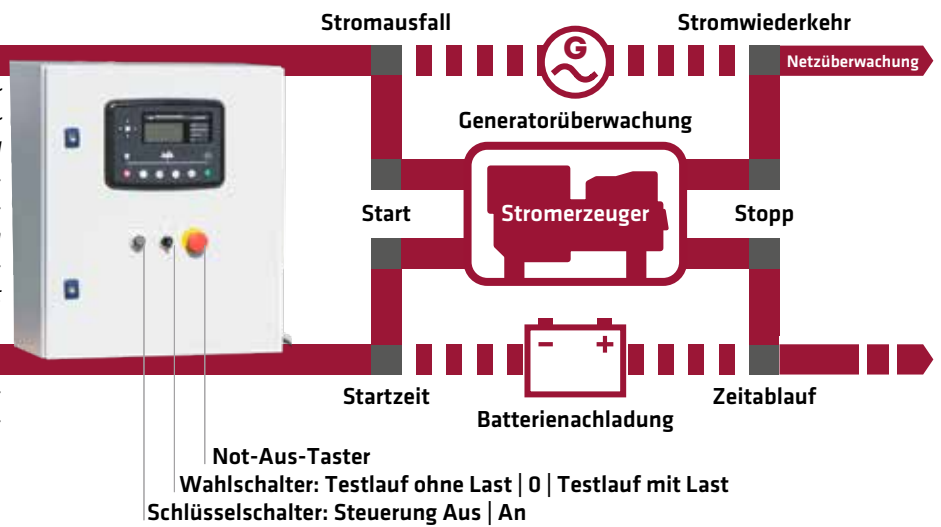 Stromausfall
Stromwiederkehr
G
Netzüberwachung
Generatorüberwachung
Start
Stromerzeuger
Stopp
Startzeit
Batterienachladung
Zeitablauf
Not-Aus-Taster
Wahlschalter: Testlauf ohne Last | 0 | Testlauf mit Last
Schlüsselschalter: Steuerung Aus | An